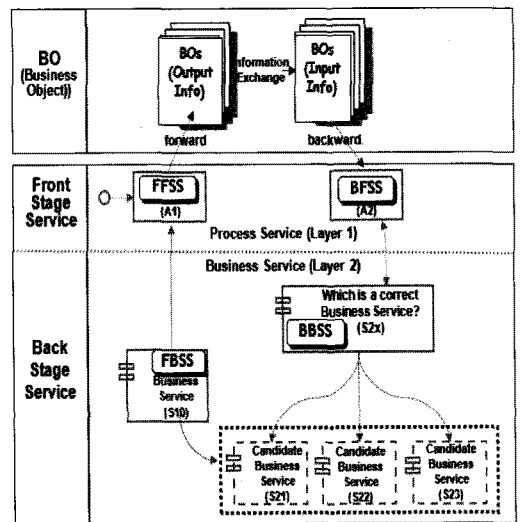 BO
(Business
Object))
BOs
(Output
Info)
Information
Exchange
BOs
(Input
Info)
forward
backward
Front
Stage
Service
FFSS
(A1)
BFSS
(A2)
Process Service (Layer 1)
Business Service (Layer 2)
Back
Stage
Service
Which is a correct
Business Service?
(S2x)
BBSS
FBSS
Business
Service
(S10)
Candidate
Business
Service
(S21)
Candidate
Business
Service
(S22)
Candidate
Business
Service
(S23)